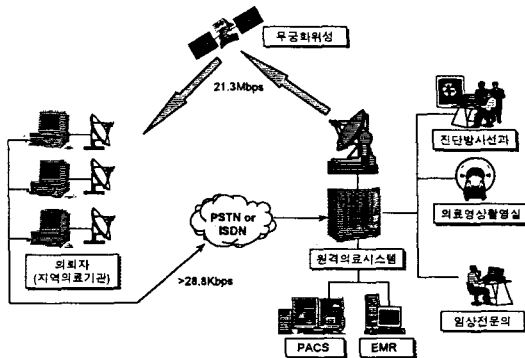 무궁화위성
21.3Mbps
진단방사선과
의료영상촬영실
PSTN or
ISDN
의뢰자
(지역의료기관)
원격의료시스템
>28.8Kbps
임상전문의
PACS
EMR